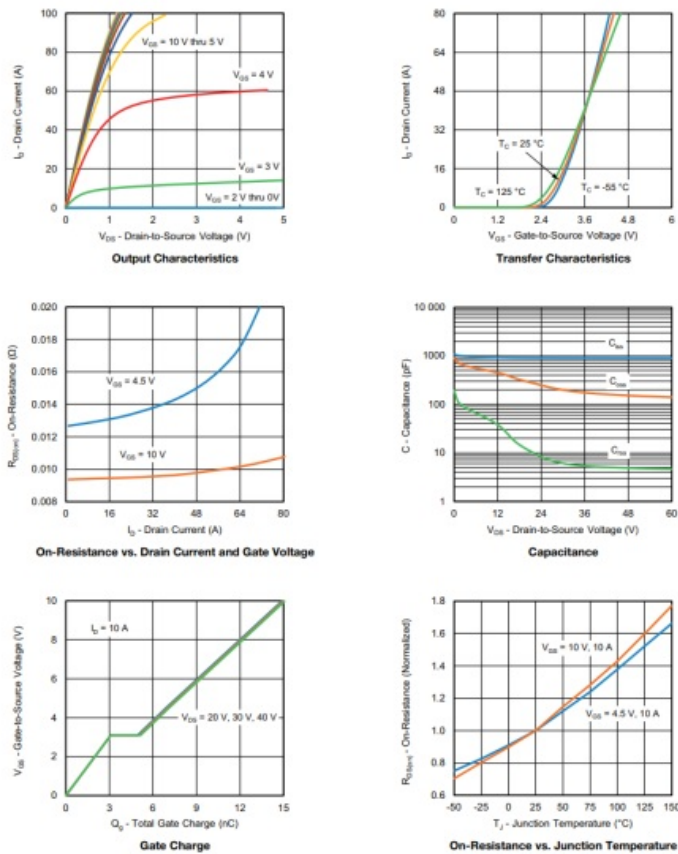 100
80
60
40
20
0
I_D - Drain Current (A)
V_GS = 10 V thru 5 V
V_GS = 4 V
V_GS = 3 V
V_GS = 2 V thru 0V
0 1 2 3 4 5
V_DS - Drain-to-Source Voltage (V)
Output Characteristics
80
64
48
32
16
0
I_D - Drain Current (A)
T_C = 25 °C
T_C = 125 °C
T_C = -55 °C
0 1.2 2.4 3.6 4.8 6
V_GS - Gate-to-Source Voltage (V)
Transfer Characteristics
0.020
0.018
0.016
0.014
0.012
0.010
0.008
R_DS(on) - On-Resistance (Ω)
V_GS = 4.5 V
V_GS = 10 V
0 16 32 48 64 80
I_D - Drain Current (A)
On-Resistance vs. Drain Current and Gate Voltage
10 000
1000
100
10
1
C - Capacitance (pF)
C_iss
C_oss
C_rss
0 12 24 36 48 60
V_DS - Drain-to-Source Voltage (V)
Capacitance
10
8
6
4
2
0
V_GS - Gate-to-Source Voltage (V)
I_D = 10 A
V_DS = 20 V, 30 V, 40 V
0 3 6 9 12 15
Q_g - Total Gate Charge (nC)
Gate Charge
1.8
1.6
1.4
1.2
1.0
0.8
0.6
R_DS(on) - On-Resistance (Normalized)
V_GS = 10 V, 10 A
V_GS = 4.5 V, 10 A
-50 -25 0 25 50 75 100 125 150
T_J - Junction Temperature (°C)
On-Resistance vs. Junction Temperature